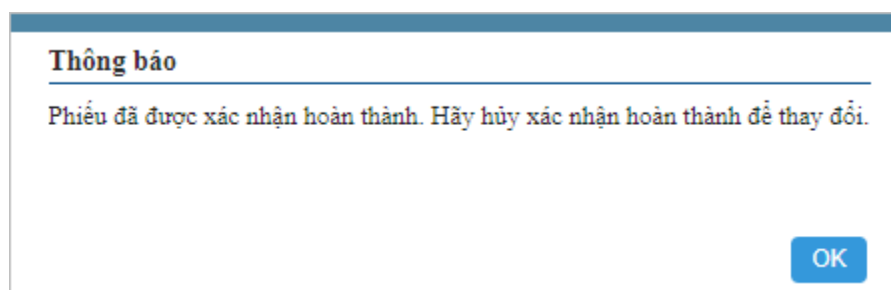 Thông báo
Phiếu đã được xác nhận hoàn thành. Hãy hủy xác nhận hoàn thành để thay đổi.
OK